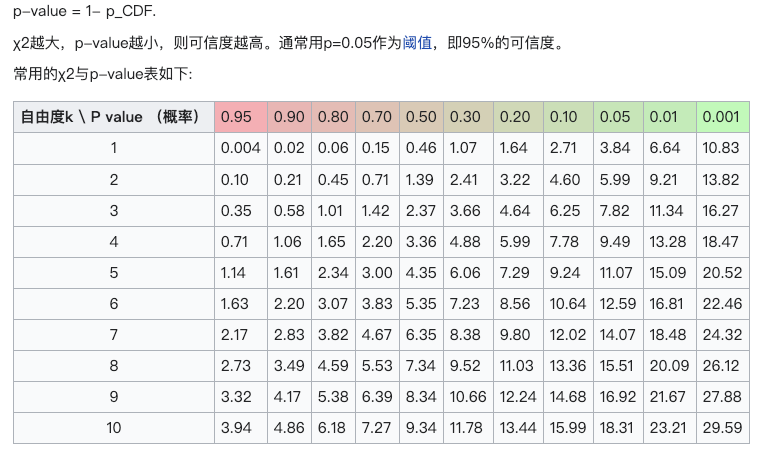 p-value = 1- p_CDF.
χ2越大，p-value越小，则可信度越高。通常用p=0.05作为阈值，即95%的可信度。
常用的χ2与p-value表如下:
自由度k \ P value （概率） 0.95 0.90 0.80 0.70 0.50 0.30 0.20 0.10 0.05 0.01 0.001
1 0.004 0.02 0.06 0.15 0.46 1.07 1.64 2.71 3.84 6.64 10.83
2 0.10 0.21 0.45 0.71 1.39 2.41 3.22 4.60 5.99 9.21 13.82
3 0.35 0.58 1.01 1.42 2.37 3.66 4.64 6.25 7.82 11.34 16.27
4 0.71 1.06 1.65 2.20 3.36 4.88 5.99 7.78 9.49 13.28 18.47
5 1.14 1.61 2.34 3.00 4.35 6.06 7.29 9.24 11.07 15.09 20.52
6 1.63 2.20 3.07 3.83 5.35 7.23 8.56 10.64 12.59 16.81 22.46
7 2.17 2.83 3.82 4.67 6.35 8.38 9.80 12.02 14.07 18.48 24.32
8 2.73 3.49 4.59 5.53 7.34 9.52 11.03 13.36 15.51 20.09 26.12
9 3.32 4.17 5.38 6.39 8.34 10.66 12.24 14.68 16.92 21.67 27.88
10 3.94 4.86 6.18 7.27 9.34 11.78 13.44 15.99 18.31 23.21 29.59